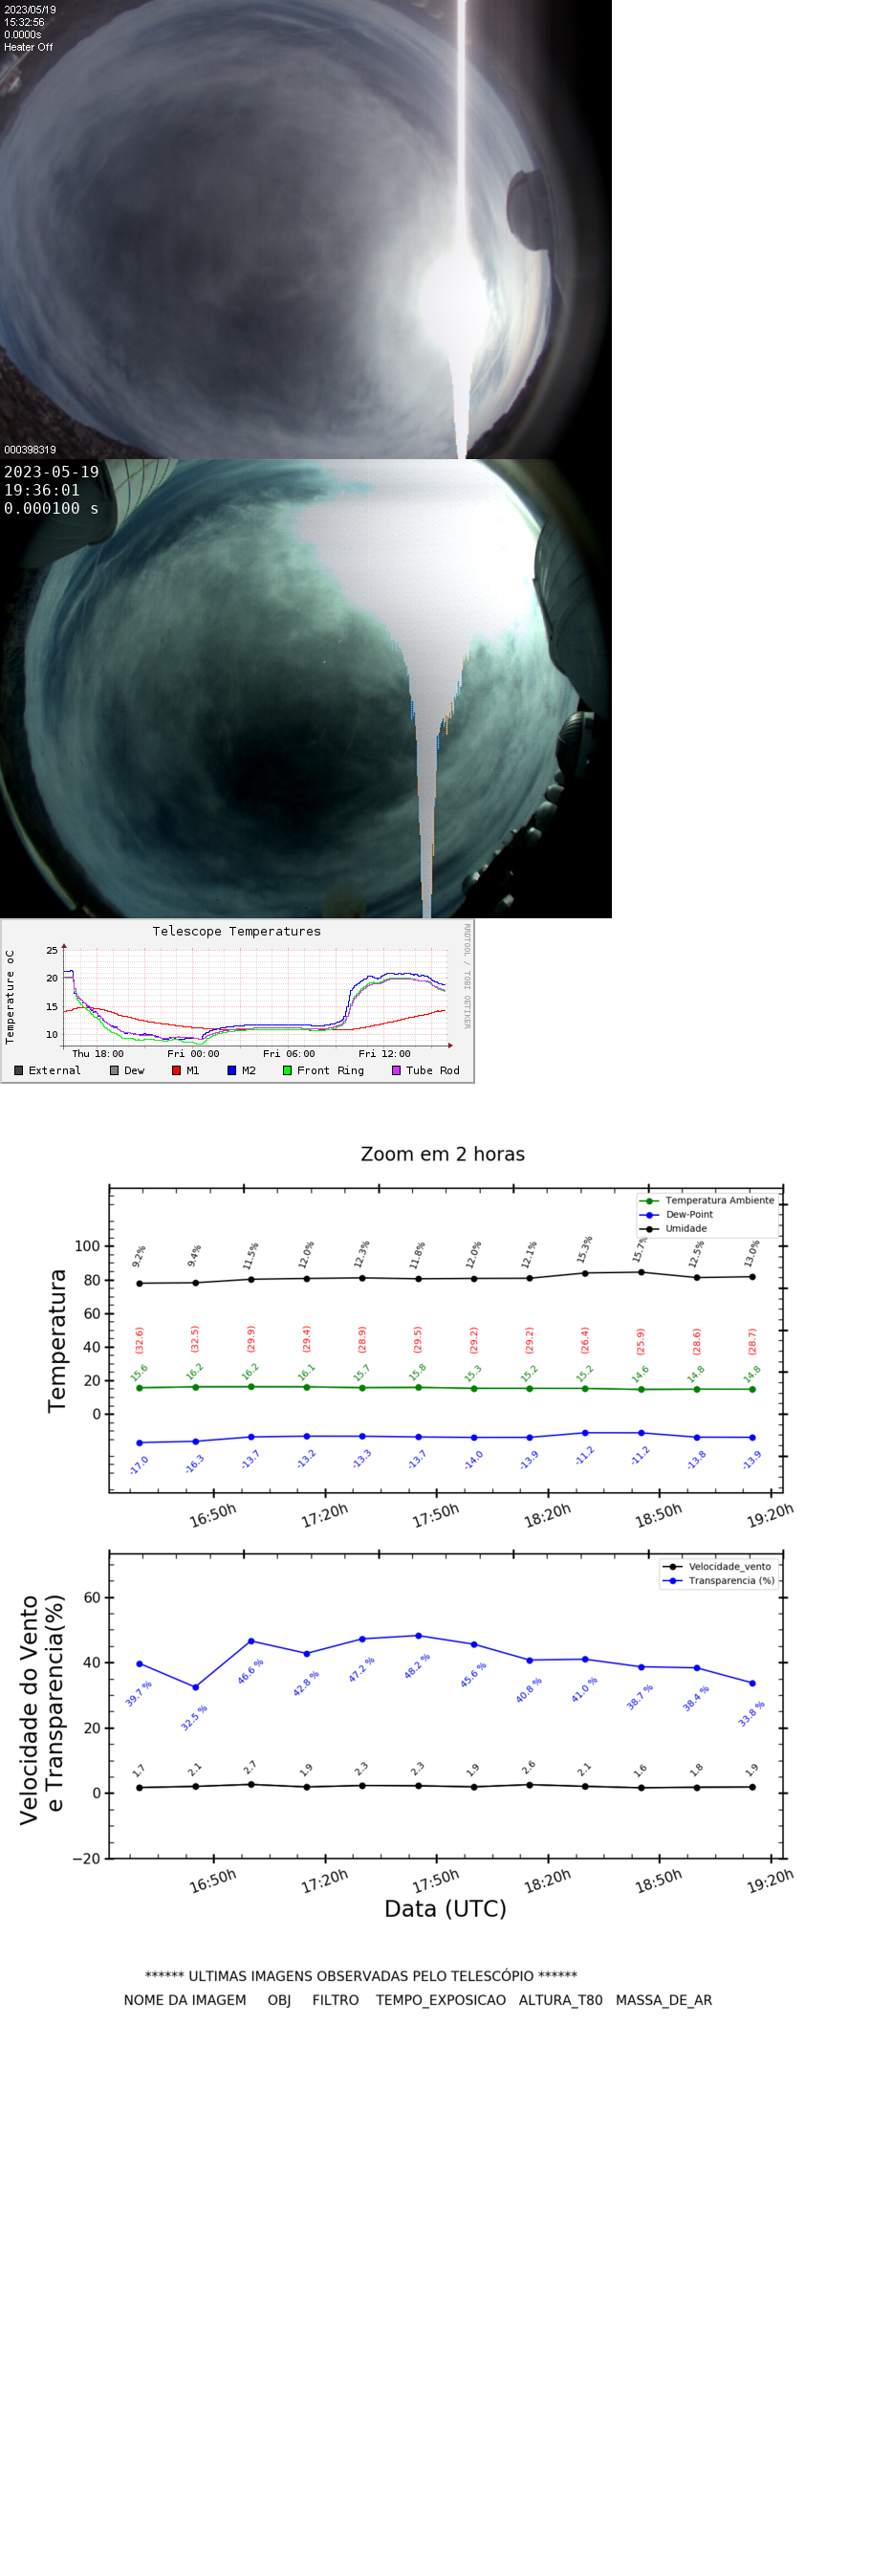 2023/05/19
15:32:56
0.0000s
Heater Off
000398319
2023-05-19
19:36:01
0.000100 s
Telescope Temperatures
RRDTOOL / TOBI OETIKER
Temperature oC
25
20
15
10
Thu 18:00 Fri 00:00 Fri 06:00 Fri 12:00
External Dew M1 M2 Front Ring Tube Rod
Zoom em 2 horas
Temperatura Ambiente
Dew-Point
Umidade
Temperatura
100
80
60
40
20
0
9.2% 9.4% 11.5% 12.0% 12.3% 11.8% 12.0% 12.1% 15.3% 15.7% 12.5% 13.0%
(32.6) (32.5) (29.9) (29.4) (28.9) (29.5) (29.2) (29.2) (26.4) (25.9) (28.6) (28.7)
15.6 16.2 16.2 16.1 15.7 15.8 15.3 15.2 15.2 14.6 14.8 14.8
-17.0 -16.3 -13.7 -13.2 -13.3 -13.7 -14.0 -13.9 -11.2 -11.2 -13.8 -13.9
16:50h 17:20h 17:50h 18:20h 18:50h 19:20h
Velocidade_vento
Transparencia (%)
Velocidade do Vento
e Transparencia(%)
60
40
20
0
−20
39.7 % 32.5 % 46.6 % 42.8 % 47.2 % 48.2 % 45.6 % 40.8 % 41.0 % 38.7 % 38.4 % 33.8 %
1.7 2.1 2.7 1.9 2.3 2.3 1.9 2.6 2.1 1.6 1.8 1.9
16:50h 17:20h 17:50h 18:20h 18:50h 19:20h
Data (UTC)
****** ULTIMAS IMAGENS OBSERVADAS PELO TELESCÓPIO ******
NOME DA IMAGEM OBJ FILTRO TEMPO_EXPOSICAO ALTURA_T80 MASSA_DE_AR